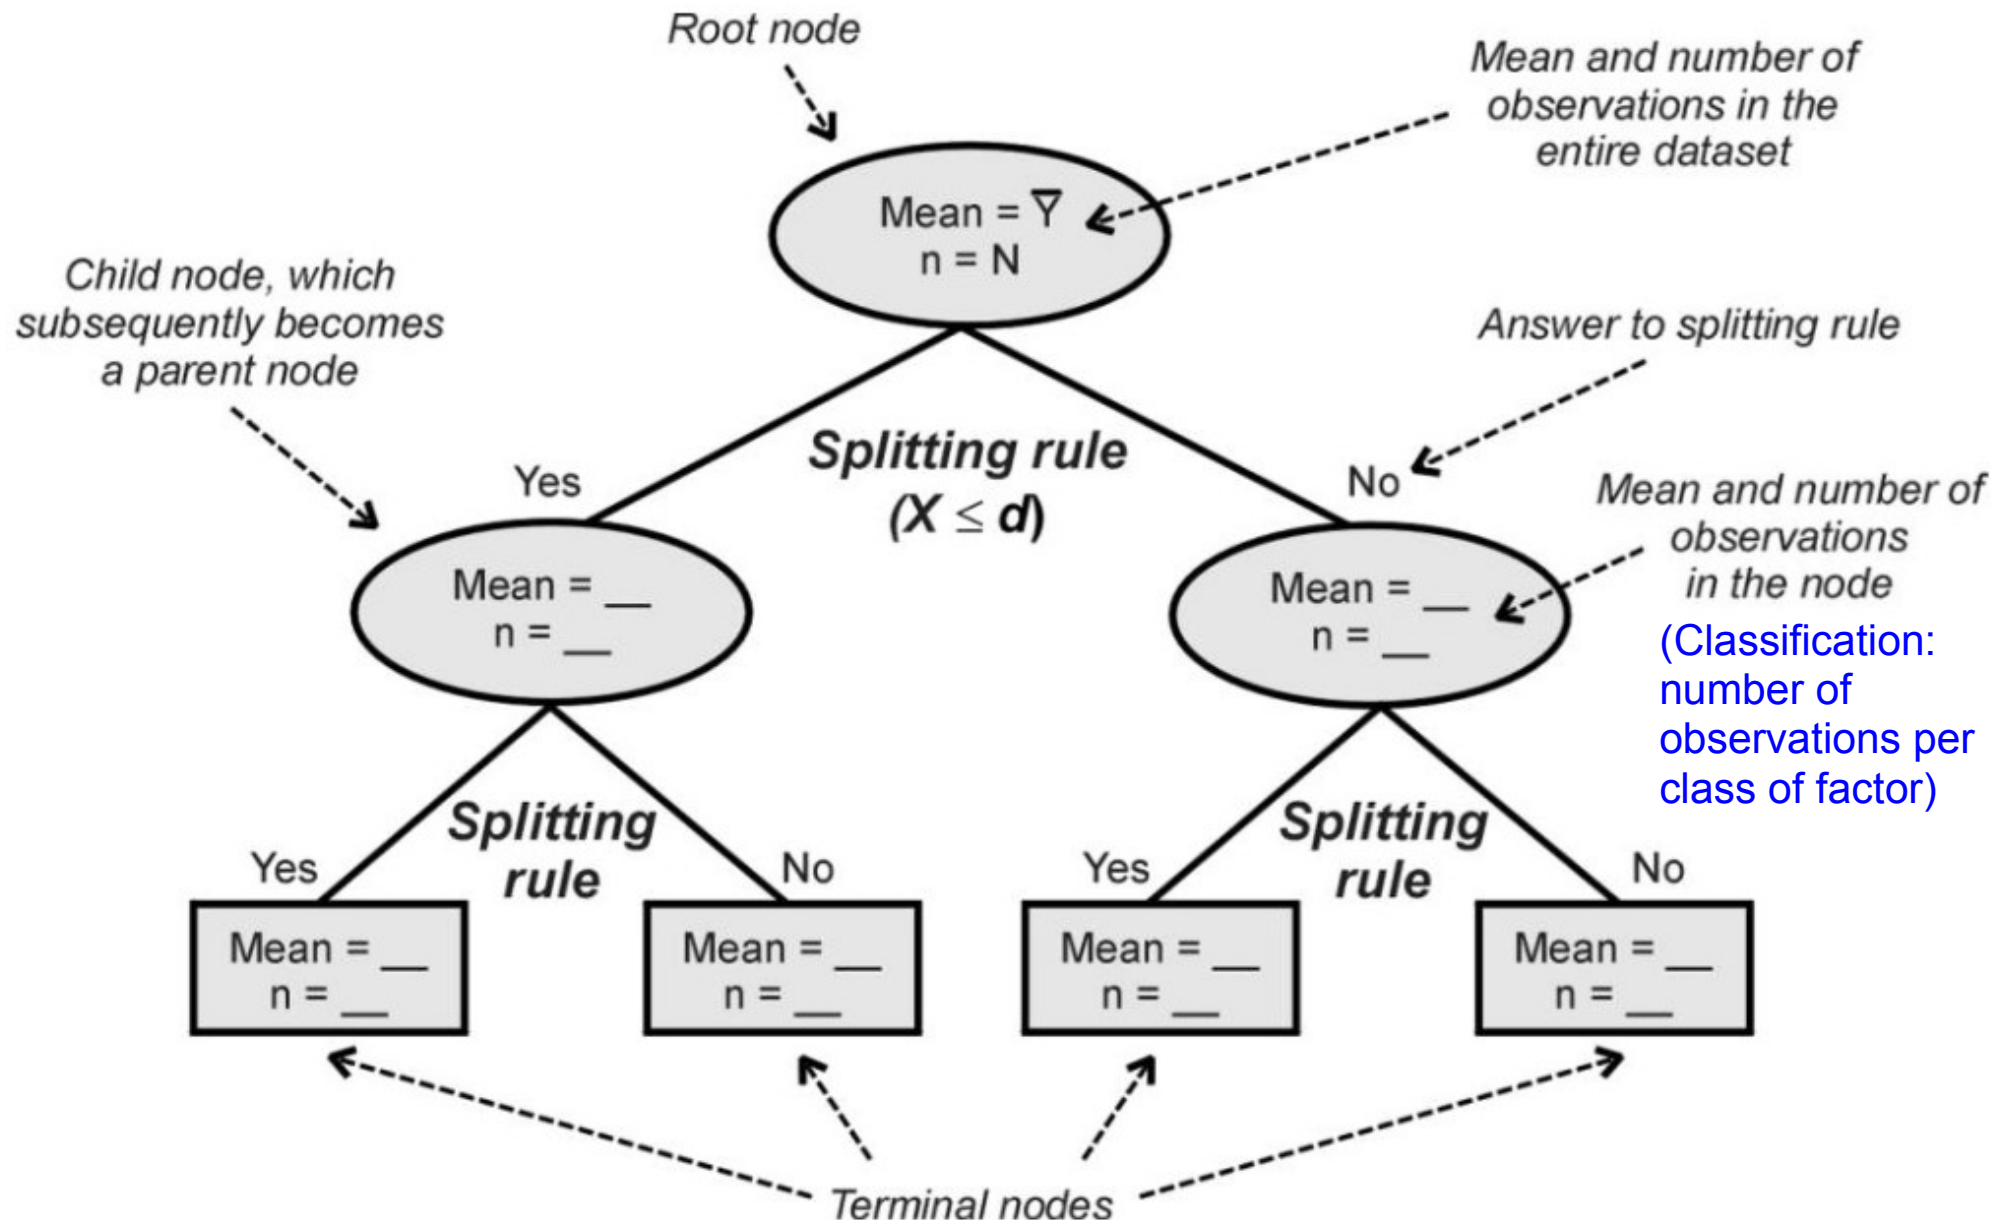 Root node
Mean and number of
observations in the
entire dataset
Mean = Y̅
n = N
Child node, which
subsequently becomes
a parent node
Answer to splitting rule
Splitting rule
(X ≤ d)
Yes
No
Mean and number of
observations
in the node
(Classification:
number of
observations per
class of factor)
Mean = __
n = __
Mean = __
n = __
Splitting
rule
Yes
No
Splitting
rule
Yes
No
Mean = __
n = __
Mean = __
n = __
Mean = __
n = __
Mean = __
n = __
Terminal nodes